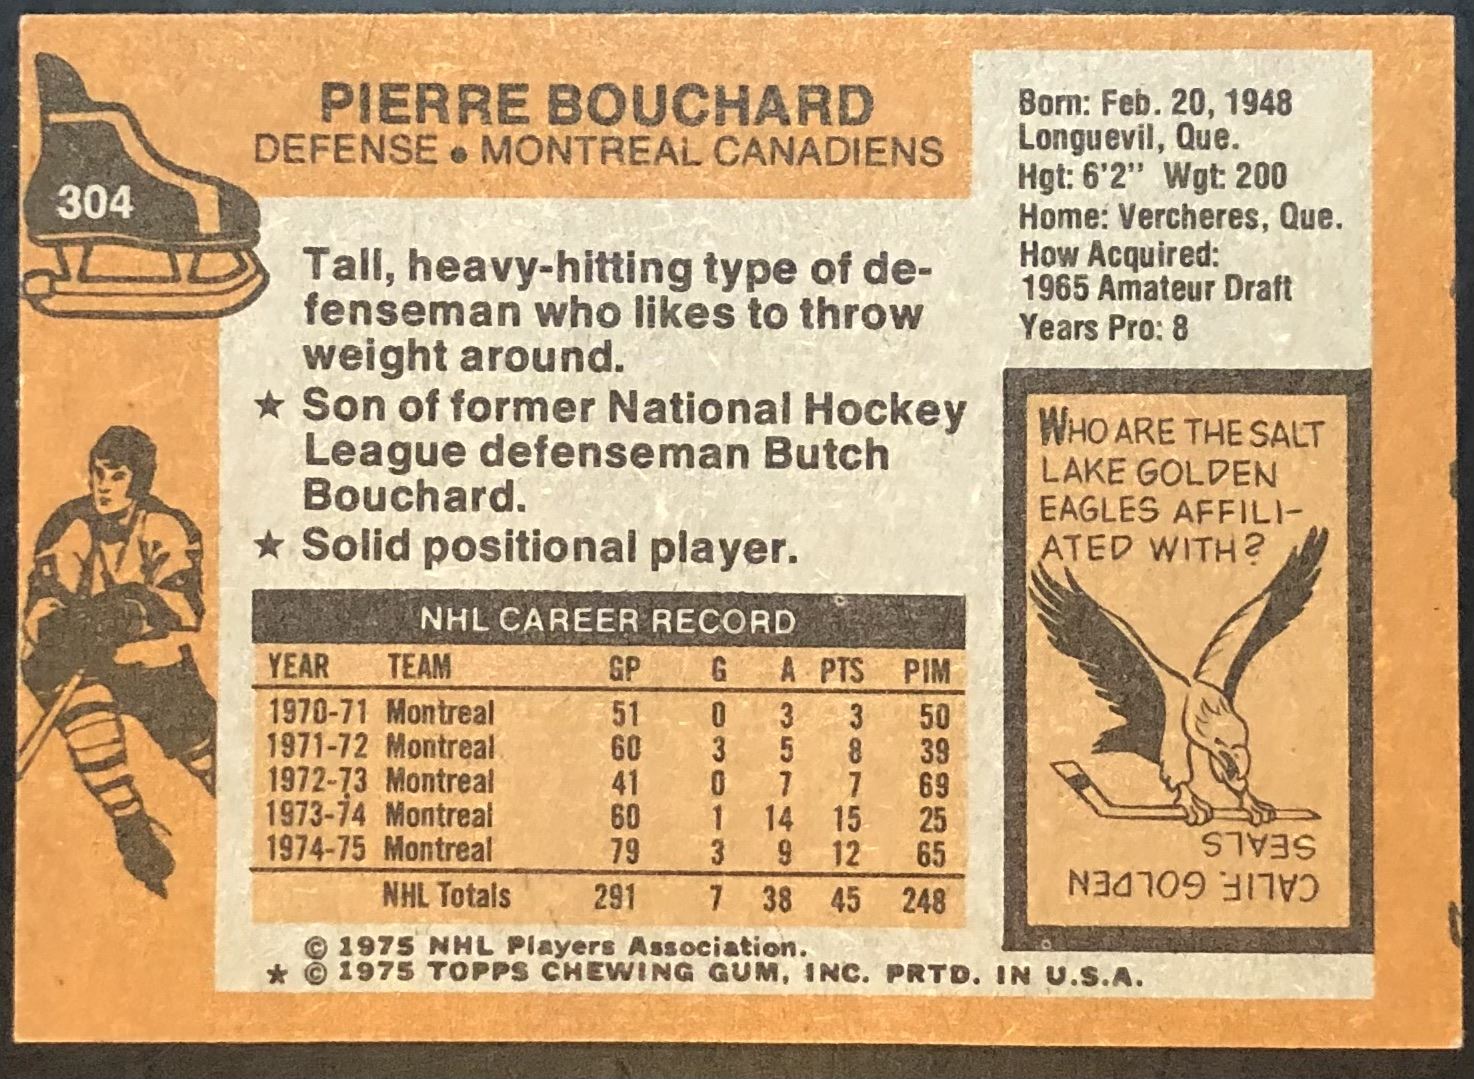 304
PIERRE BOUCHARD
DEFENSE • MONTREAL CANADIENS
Born: Feb. 20, 1948
Longuevil, Que.
Hgt: 6'2" Wgt: 200
Home: Vercheres, Que.
How Acquired:
1965 Amateur Draft
Years Pro: 8
Tall, heavy-hitting type of de-
fenseman who likes to throw
weight around.
★ Son of former National Hockey
League defenseman Butch
Bouchard.
★ Solid positional player.
NHL CAREER RECORD
YEAR TEAM GP G A PTS PIM
1970-71 Montreal 51 0 3 3 50
1971-72 Montreal 60 3 5 8 39
1972-73 Montreal 41 0 7 7 69
1973-74 Montreal 60 1 14 15 25
1974-75 Montreal 79 3 9 12 65
NHL Totals 291 7 38 45 248
WHO ARE THE SALT
LAKE GOLDEN
EAGLES AFFILI-
ATED WITH?
CALIF. GOLDEN
SEALS
© 1975 NHL Players Association.
★ © 1975 TOPPS CHEWING GUM, INC. PRTD. IN U.S.A.